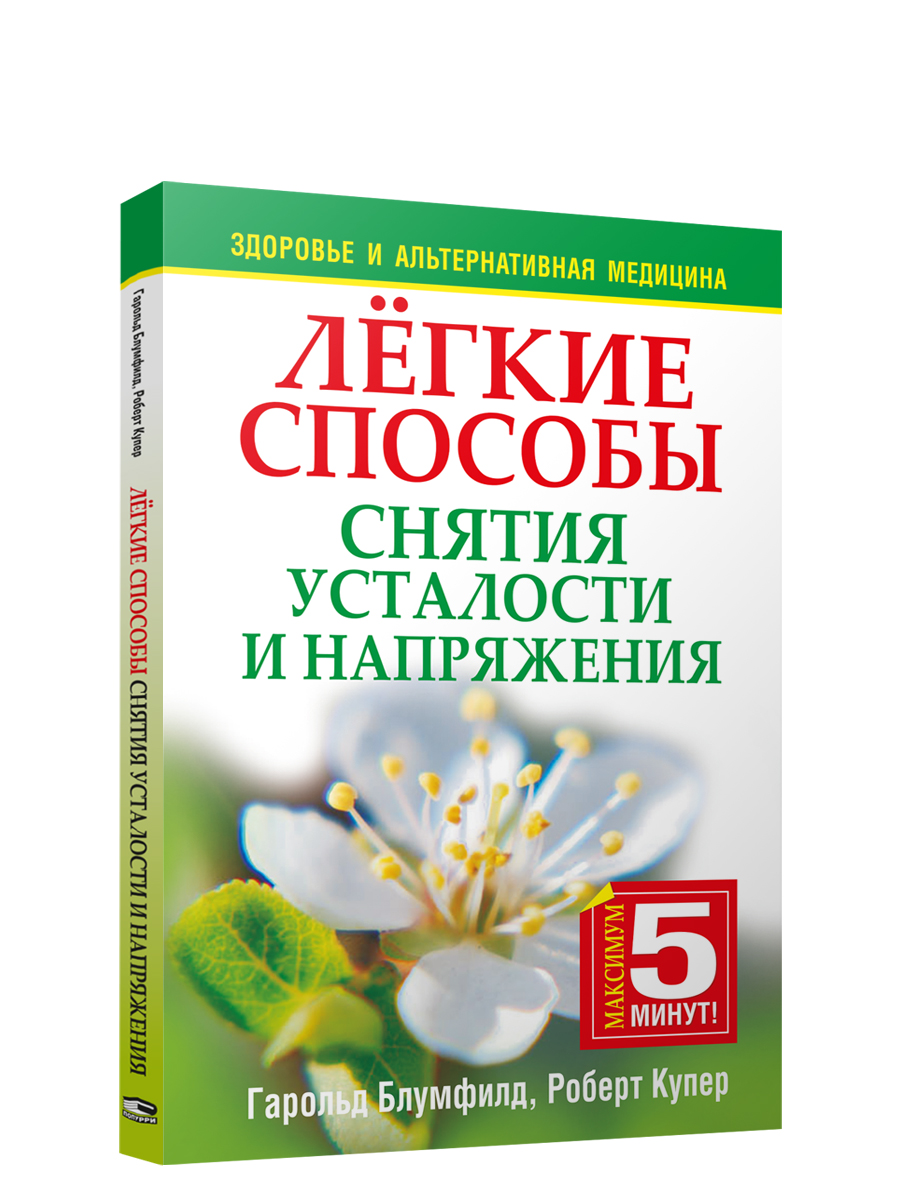 ЗДОРОВЬЕ И АЛЬТЕРНАТИВНАЯ МЕДИЦИНА
ЛЁГКИЕ
СПОСОБЫ
СНЯТИЯ
УСТАЛОСТИ
И НАПРЯЖЕНИЯ
МАКСИМУМ
5
МИНУТ!
Гарольд Блумфилд, Роберт Купер
Гарольд Блумфилд, Роберт Купер
ЛЁГКИЕ СПОСОБЫ СНЯТИЯ УСТАЛОСТИ И НАПРЯЖЕНИЯ
ПОПУРРИ